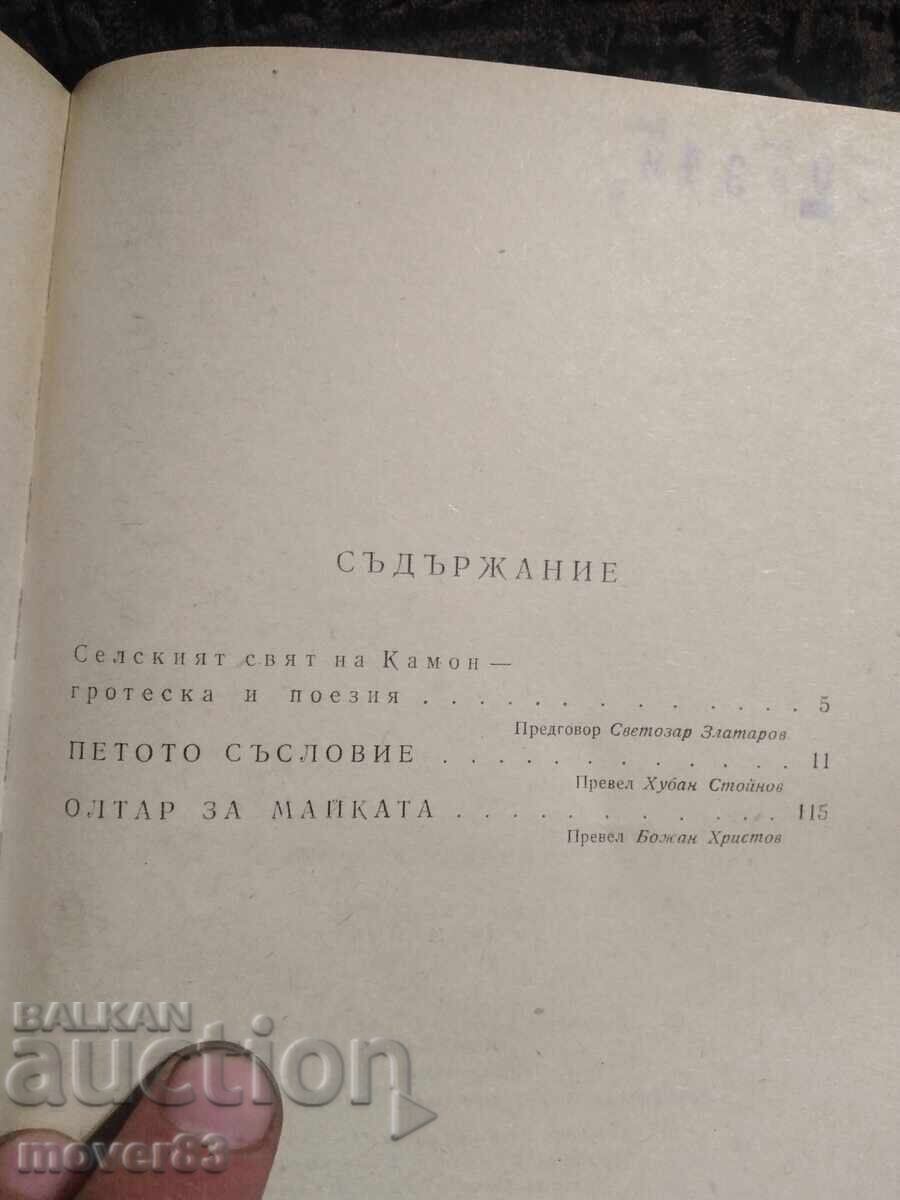 СЪДЪРЖАНИЕ
Селският свят на Камон —
гротеска и поезия . . . . . . . . . . . . . 5
Предговор Светозар Златаров
ПЕТОТО СЪСЛОВИЕ . . . . . . . . . . . . 11
Превел Хубан Стойнов
ОЛТАР ЗА МАЙКАТА . . . . . . . . . . . 115
Превел Божан Христов
BALKAN
auction
mover83